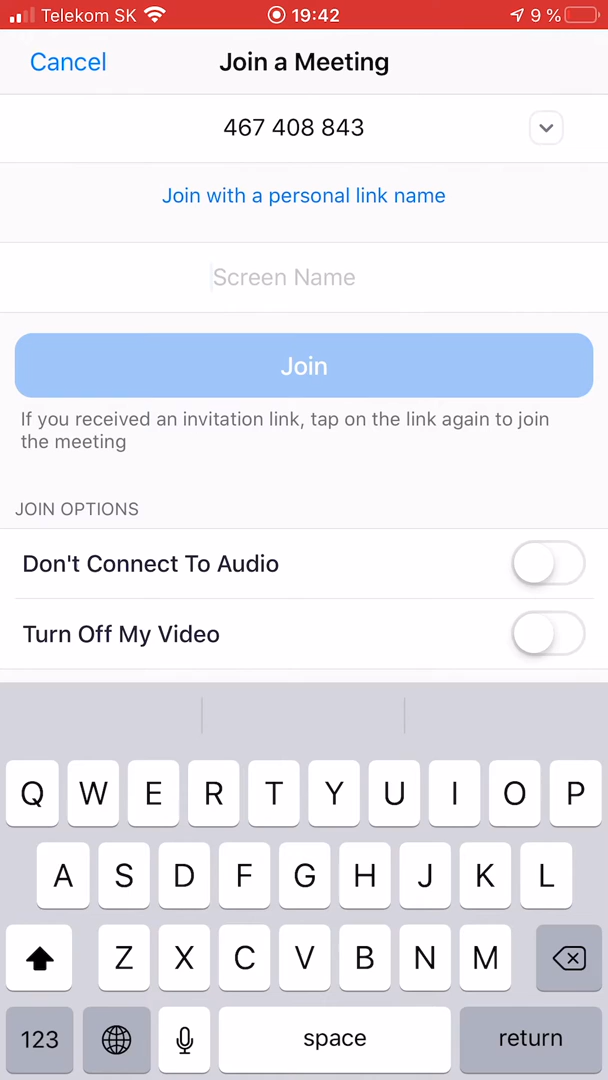 Telekom SK 19:42 9 %
Cancel Join a Meeting
467 408 843
Join with a personal link name
Screen Name
Join
If you received an invitation link, tap on the link again to join
the meeting
JOIN OPTIONS
Don't Connect To Audio
Turn Off My Video
Q W E R T Y U I O P
A S D F G H J K L
Z X C V B N M
123 space return